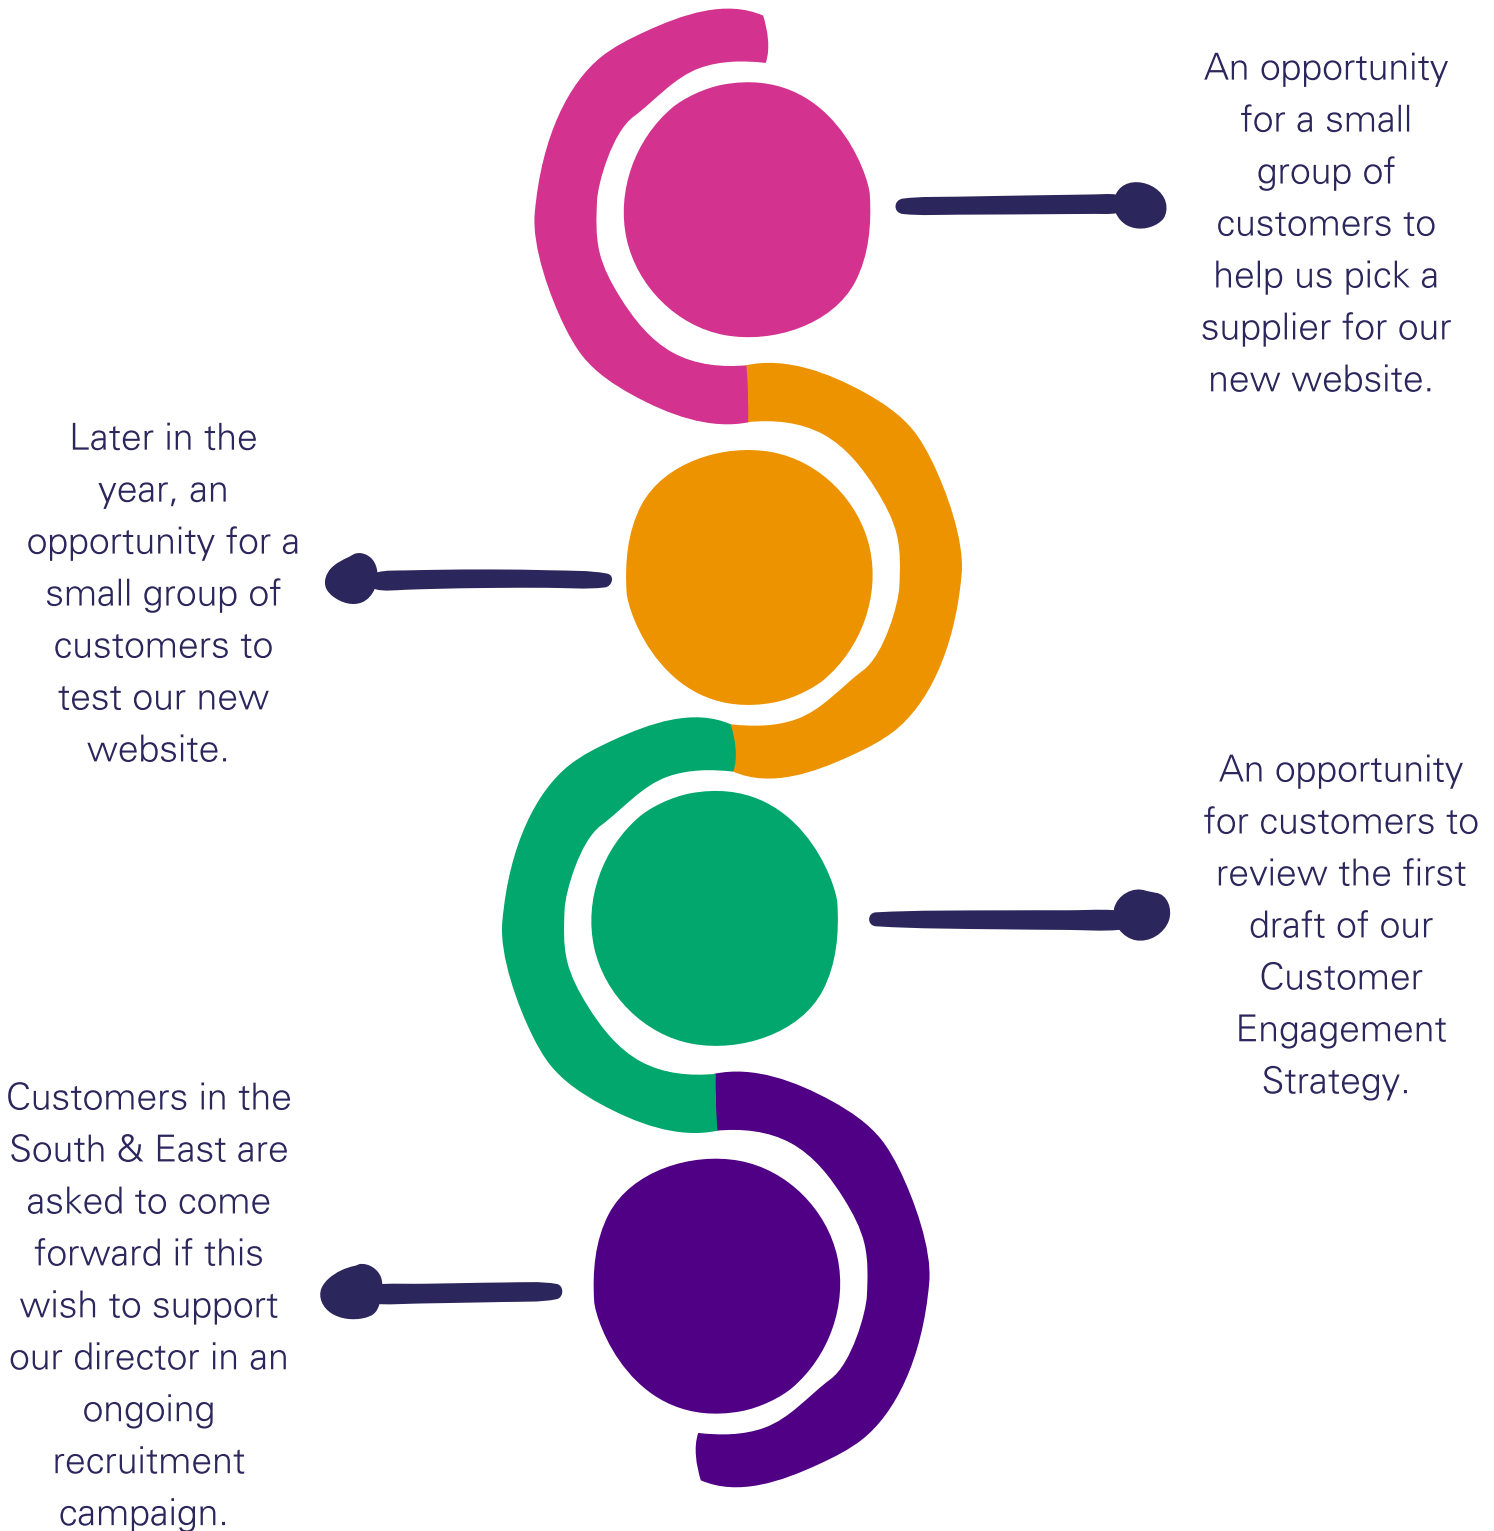 An opportunity
for a small
group of
customers to
help us pick a
supplier for our
new website.
Later in the
year, an
opportunity for a
small group of
customers to
test our new
website.
An opportunity
for customers to
review the first
draft of our
Customer
Engagement
Strategy.
Customers in the
South & East are
asked to come
forward if this
wish to support
our director in an
ongoing
recruitment
campaign.